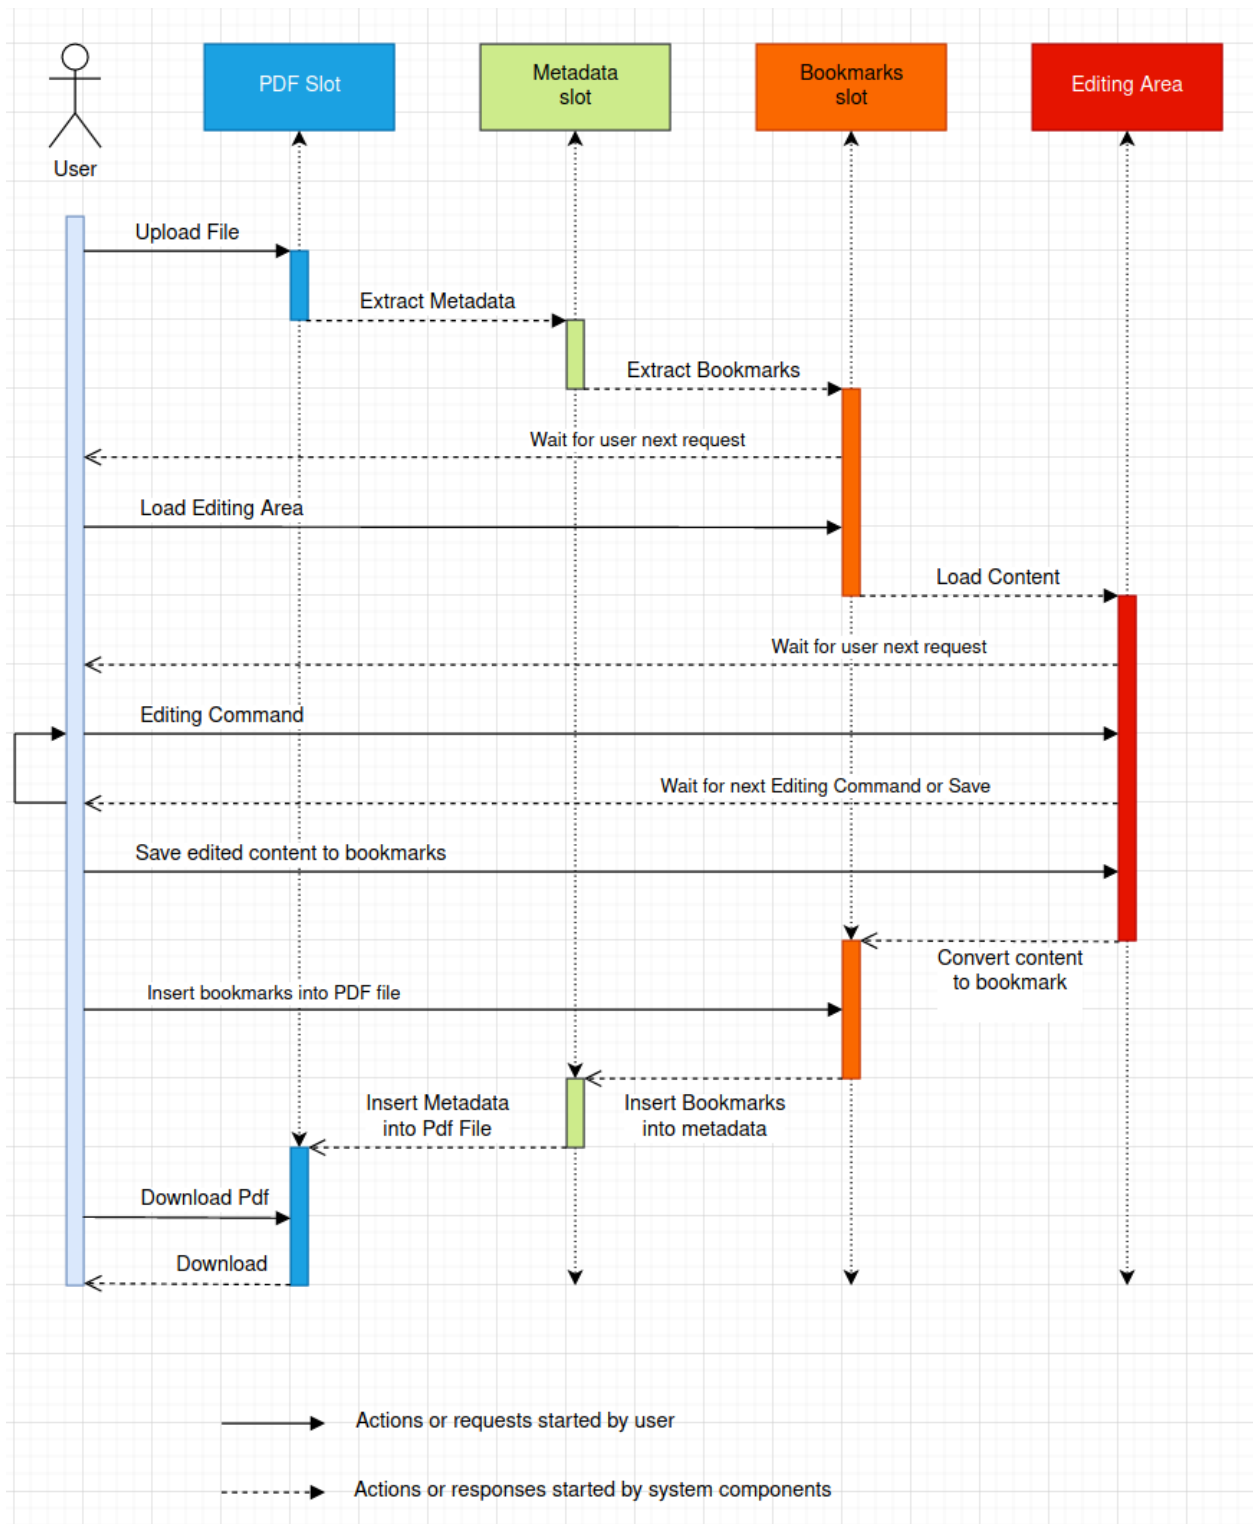 PDF Slot
Metadata
slot
Bookmarks
slot
Editing Area
User
Upload File
Extract Metadata
Extract Bookmarks
Wait for user next request
Load Editing Area
Load Content
Wait for user next request
Editing Command
Wait for next Editing Command or Save
Save edited content to bookmarks
Convert content
to bookmark
Insert bookmarks into PDF file
Insert Metadata
into Pdf File
Insert Bookmarks
into metadata
Download Pdf
Download
Actions or requests started by user
Actions or responses started by system components